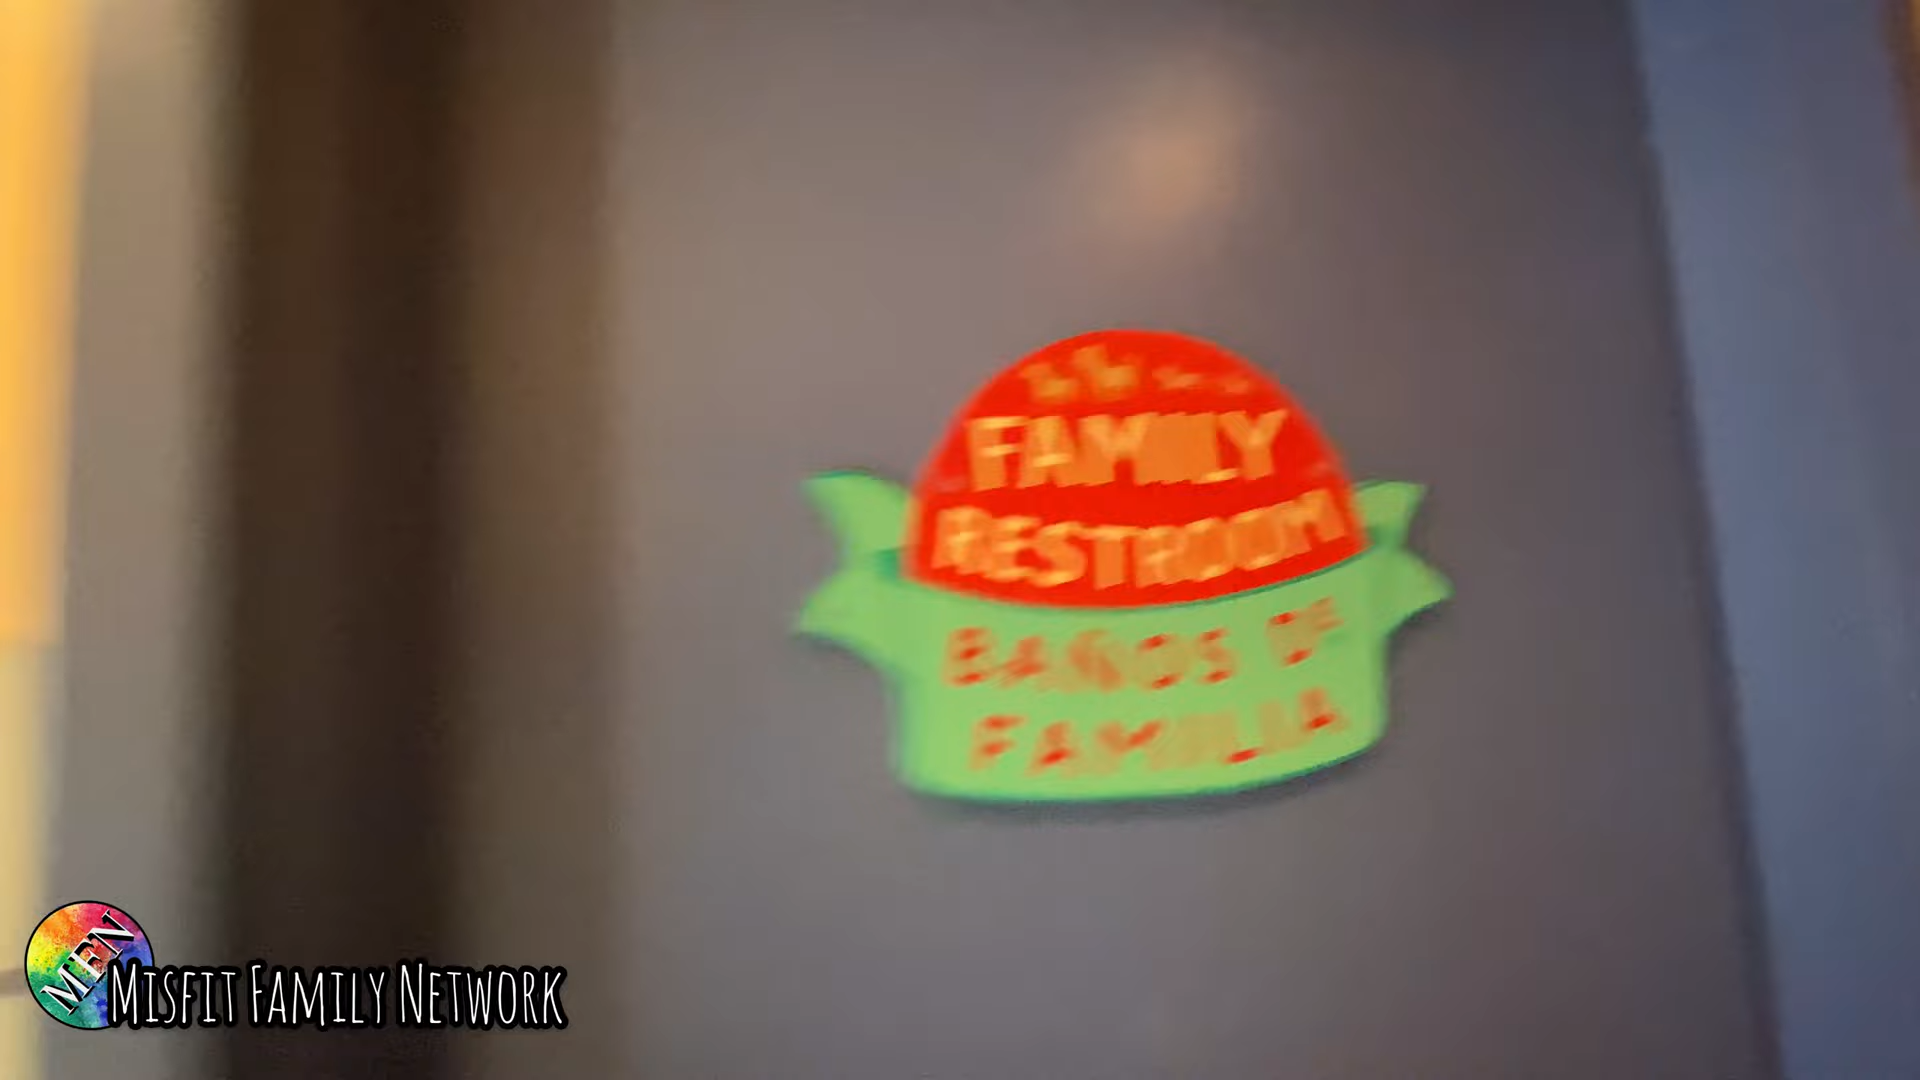 FAMILY
RESTROOM
BAÑOS DE
FAMILIA
MFN
MISFIT FAMILY NETWORK